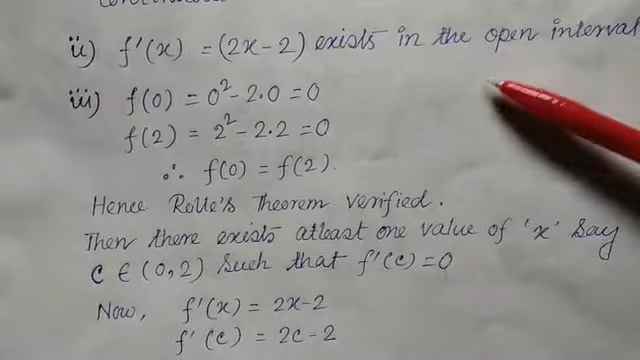 ii) f'(x) = (2x-2) exists in the open interval
iii) f(0) = 0² - 2.0 = 0
f(2) = 2² - 2.2 = 0
∴ f(0) = f(2).
Hence Rolle's Theorem verified.
Then there exists atleast one value of 'x' say
c ∈ (0,2) such that f'(c) = 0
Now, f'(x) = 2x-2
f'(c) = 2c-2